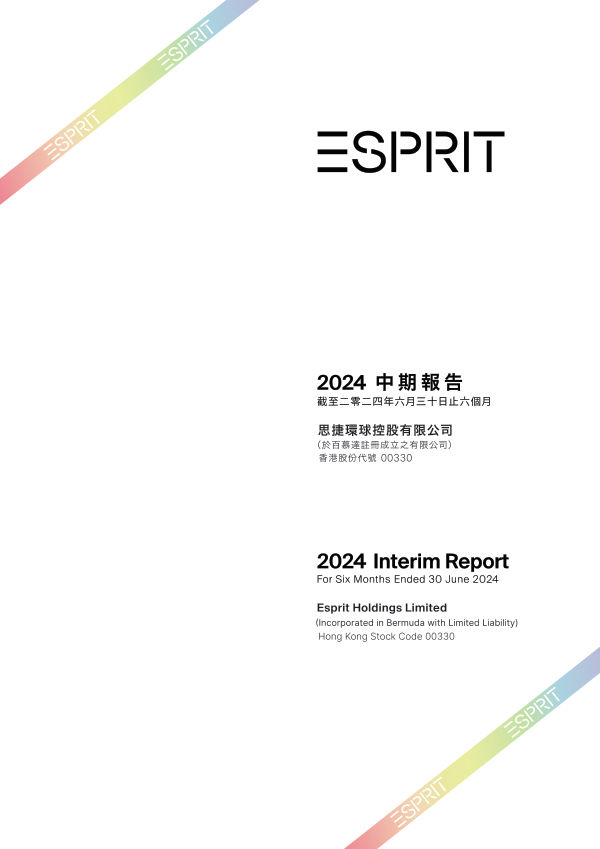 ESPRIT
ESPRIT
ESPRIT
2024 中期報告
截至二零二四年六月三十日止六個月
思捷環球控股有限公司
(於百慕達註冊成立之有限公司)
香港股份代號 00330
2024 Interim Report
For Six Months Ended 30 June 2024
Esprit Holdings Limited
(Incorporated in Bermuda with Limited Liability)
Hong Kong Stock Code 00330
ESPRIT
ESPRIT